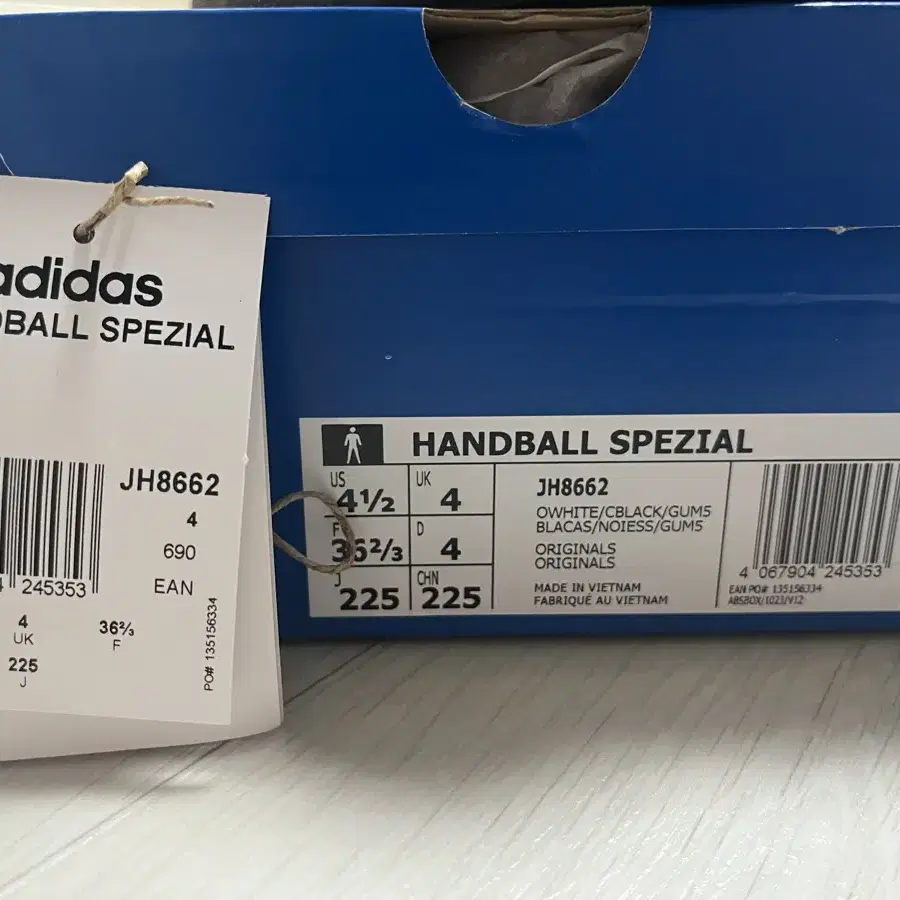 adidas
DBALL SPEZIAL
JH8662
4
690
EAN
245353
4
UK
36⅔
F
225
J
PO# 135156334
HANDBALL SPEZIAL
US
4½
UK
4
F
36⅔
D
4
J
225
CHN
225
JH8662
OWHITE/CBLACK/GUM5
BLACAS/NOIESS/GUM5
ORIGINALS
ORIGINALS
MADE IN VIETNAM
FABRIQUÉ AU VIETNAM
4 067904 245353
EAN PO# 135156334
ABSBOX/1023/V12